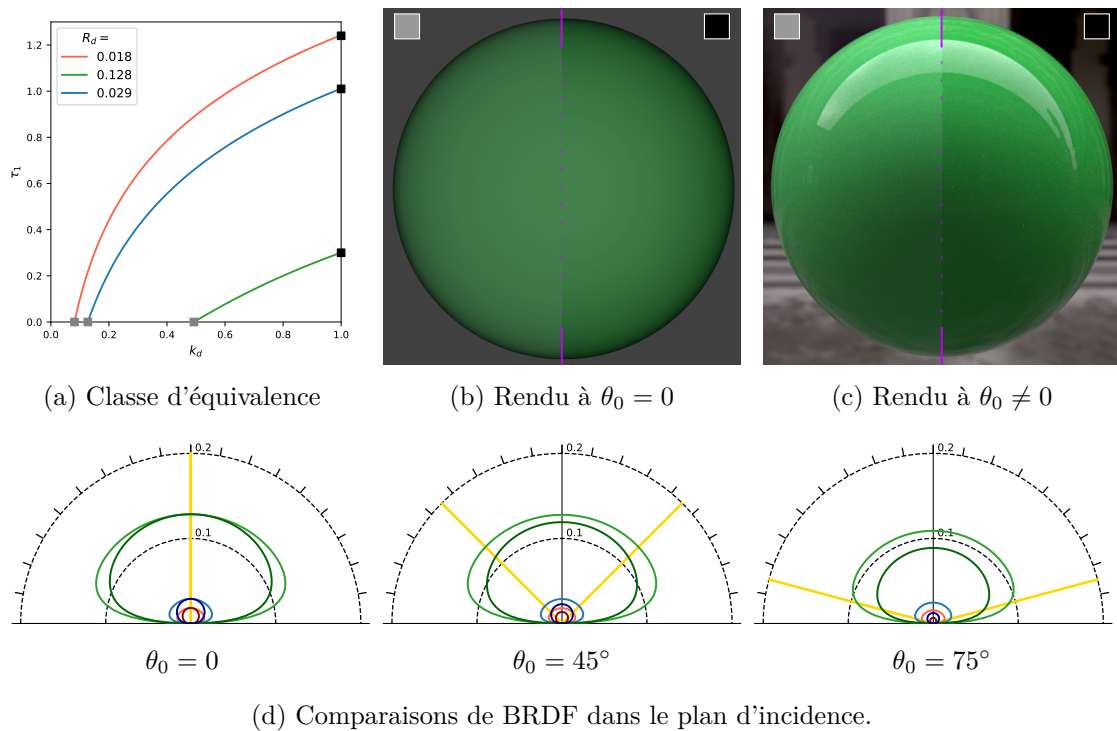 R_d =
0.018
0.128
0.029
1.2
1.0
0.8
0.6
0.4
0.2
0.0
τ_1
0.0 0.2 0.4 0.6 0.8 1.0
k_d
(a) Classe d'équivalence
(b) Rendu à θ_0 = 0
(c) Rendu à θ_0 ≠ 0
0.2
0.1
θ_0 = 0
0.2
0.1
θ_0 = 45°
0.2
0.1
θ_0 = 75°
(d) Comparaisons de BRDF dans le plan d'incidence.